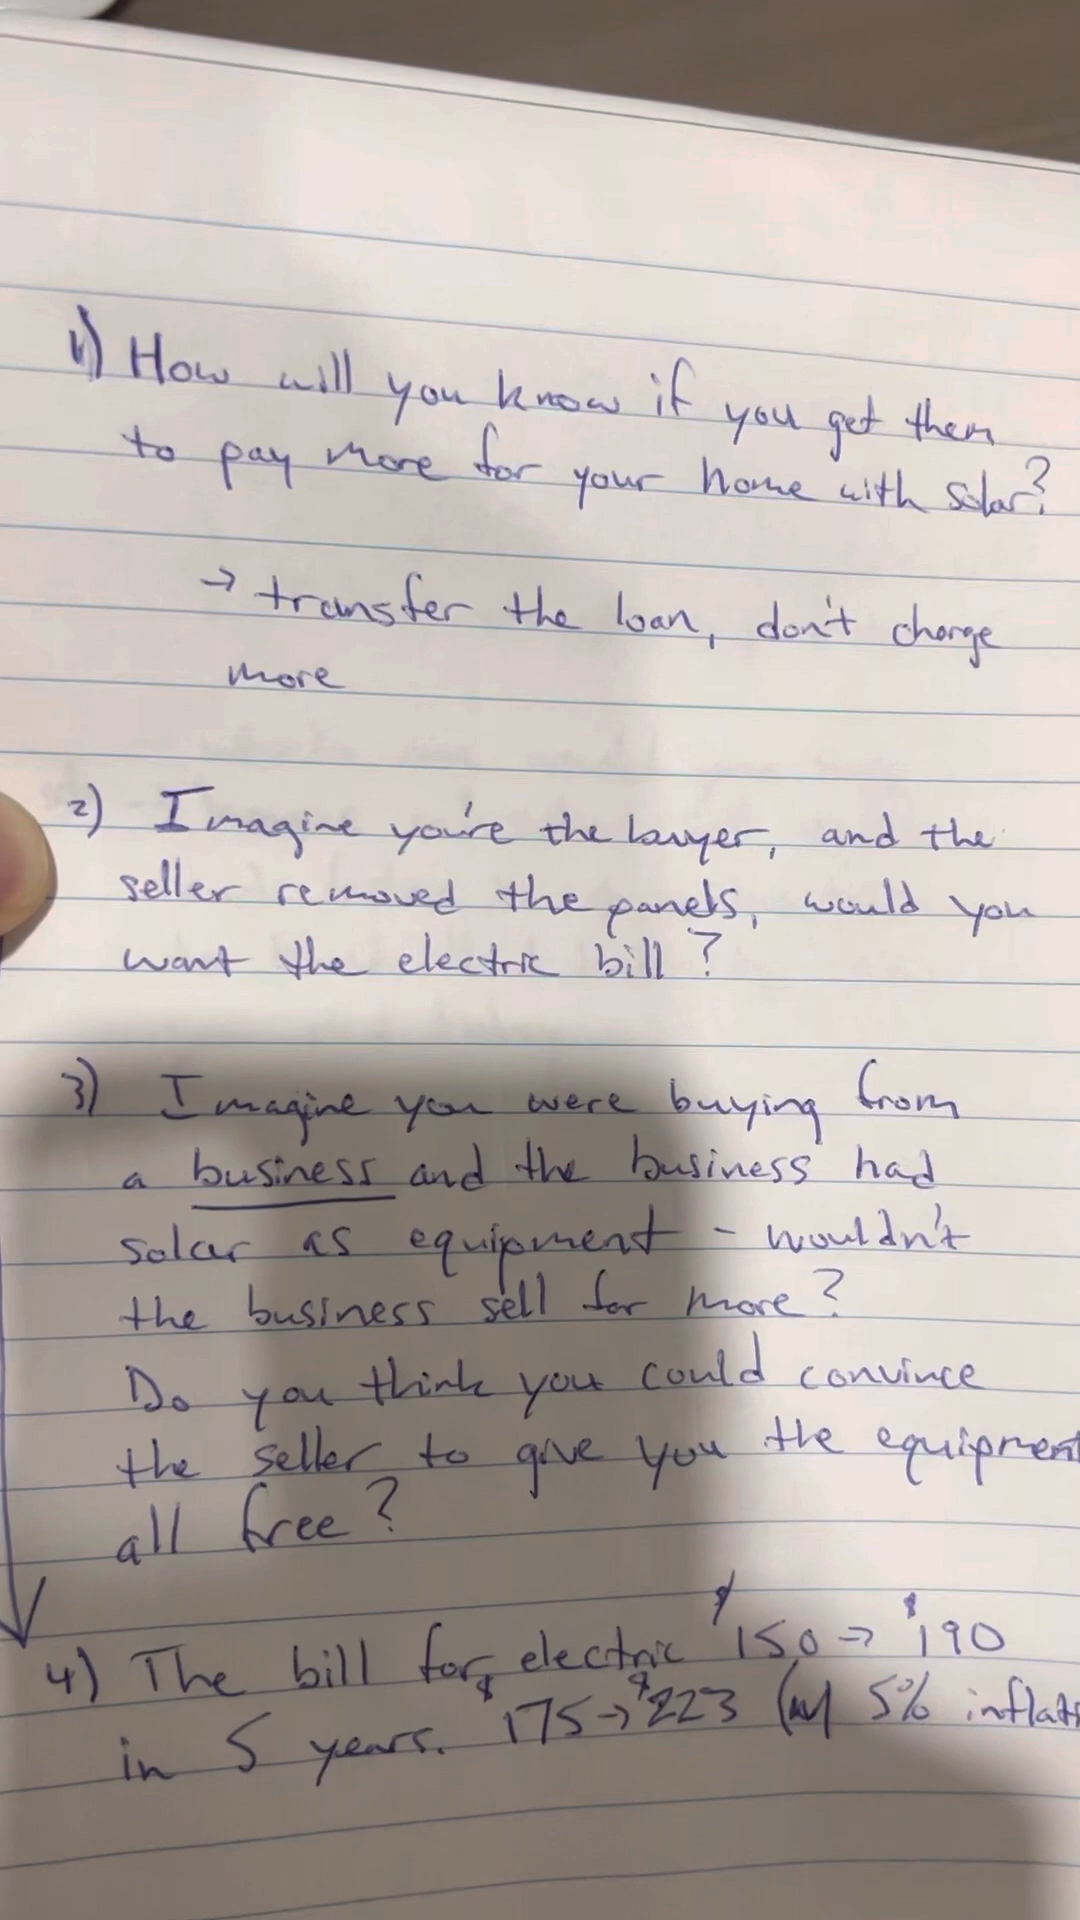 1) How will you know if you get them
to pay more for your home with solar?
→ transfer the loan, don't charge
more
2) Imagine you're the buyer, and the
seller removed the panels, would you
want the electric bill?
3) Imagine you were buying from
a business and the business had
solar as equipment - wouldn't
the business sell for more?
Do you think you could convince
the seller to give you the equipment
all free?
4) The bill for electric $150 → $190
in 5 years. $175 → $223 (w/ 5% inflati